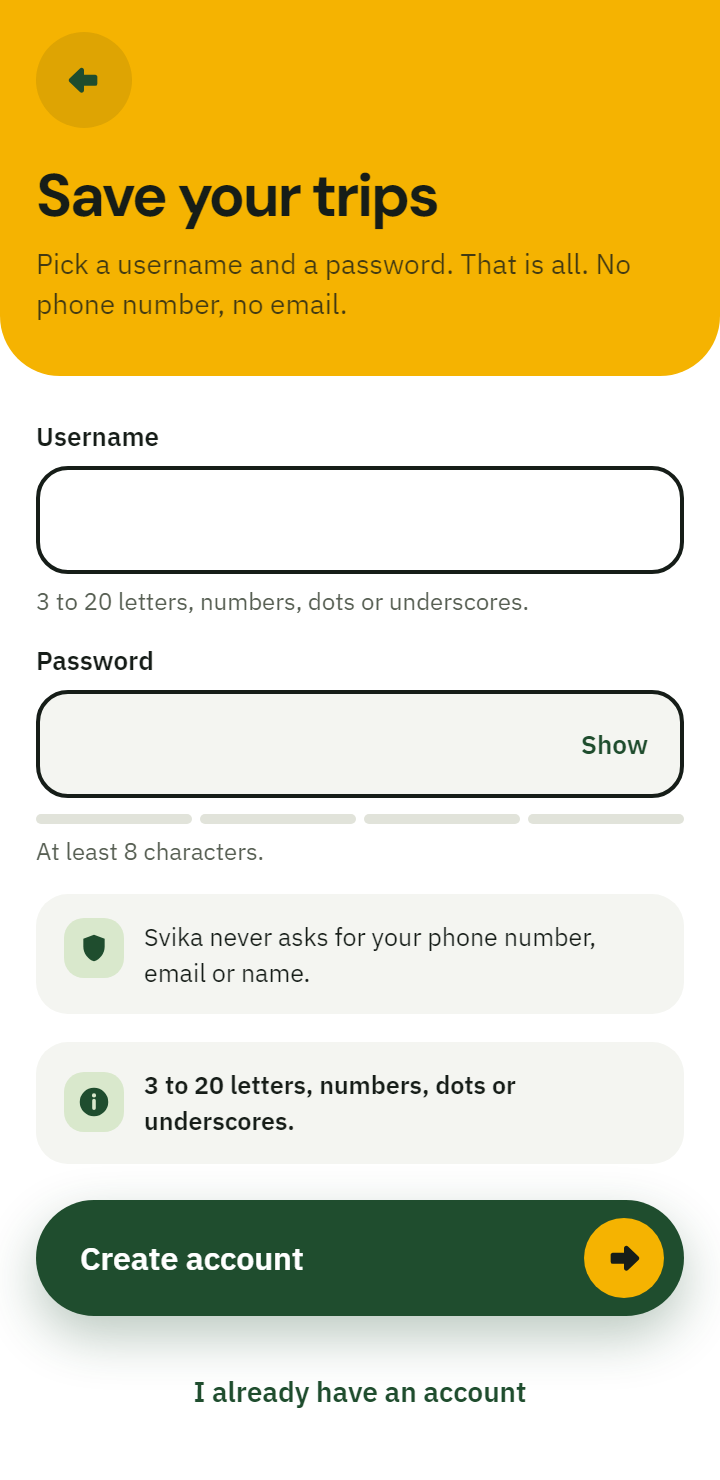 Save your trips
Pick a username and a password. That is all. No
phone number, no email.
Username
3 to 20 letters, numbers, dots or underscores.
Password
Show
At least 8 characters.
Svika never asks for your phone number,
email or name.
3 to 20 letters, numbers, dots or
underscores.
Create account
I already have an account